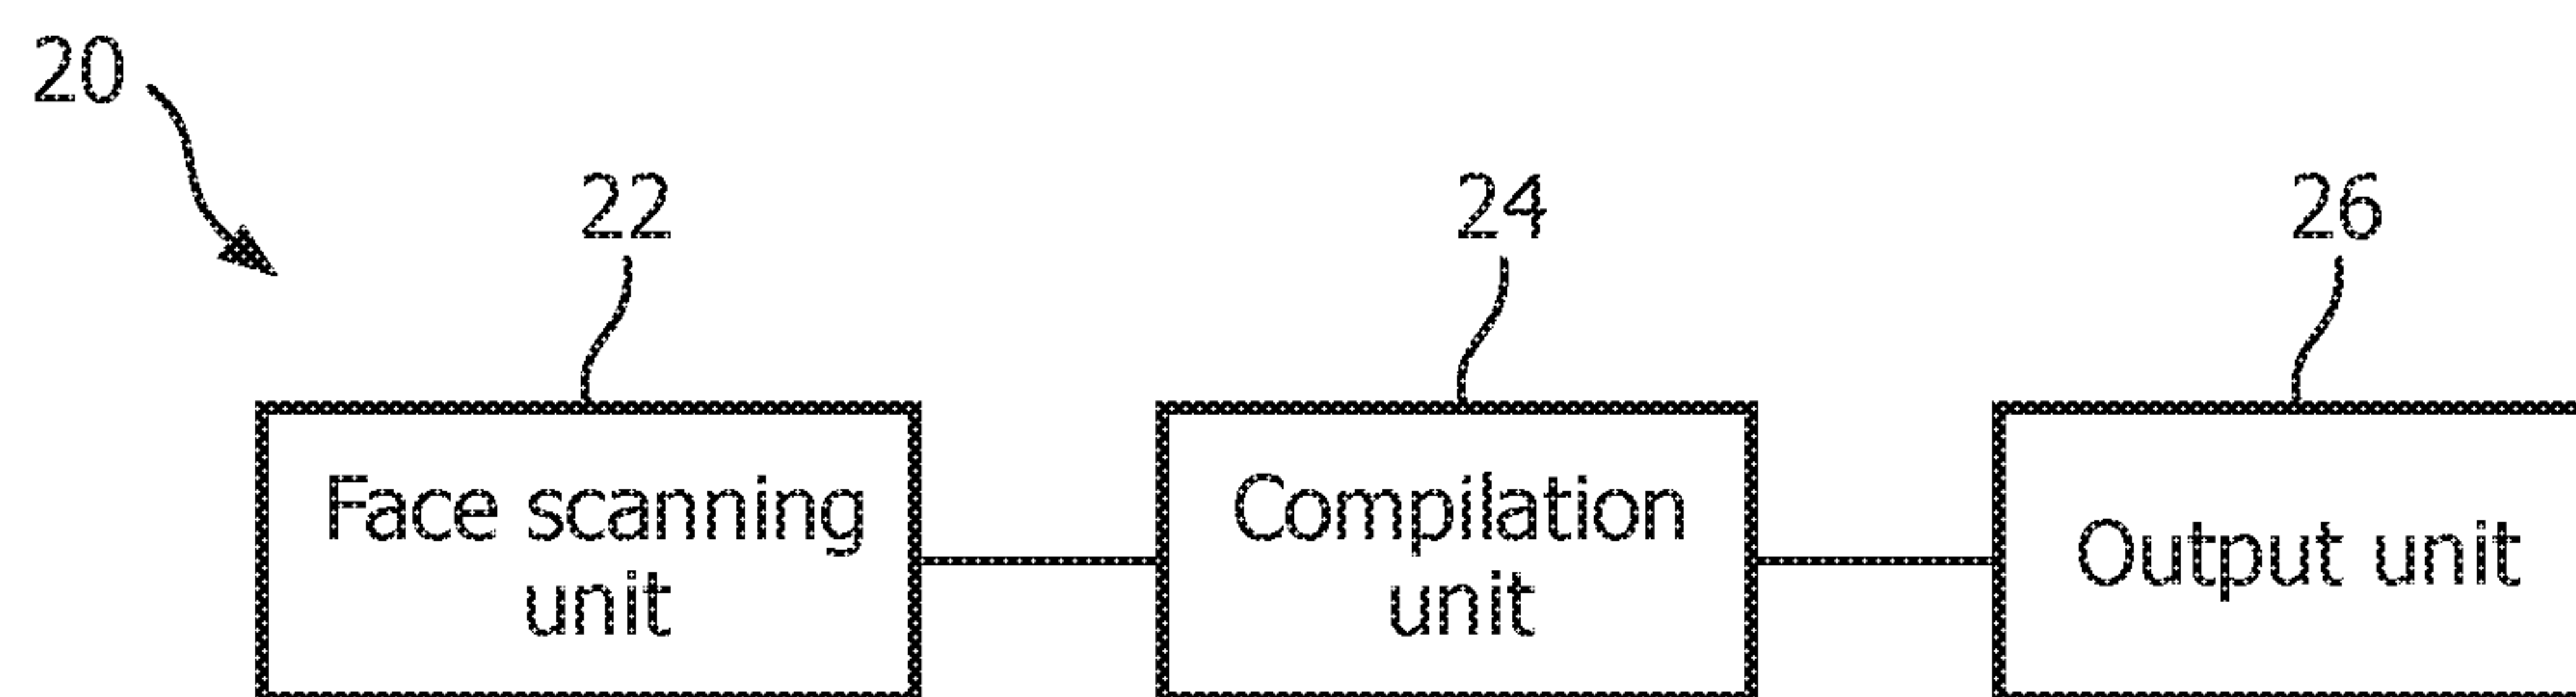 20
22
24
26
Face scanning
unit
Compilation
unit
Output unit